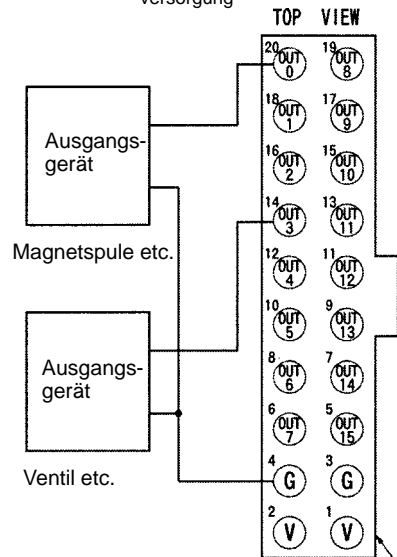 versorgung
TOP VIEW
20 OUT 0 19 OUT 8
18 OUT 1 17 OUT 9
16 OUT 2 15 OUT 10
14 OUT 3 13 OUT 11
12 OUT 4 11 OUT 12
10 OUT 5 9 OUT 13
8 OUT 6 7 OUT 14
6 OUT 7 5 OUT 15
4 G 3 G
2 V 1 V
Ausgangs-
gerät
Magnetspule etc.
Ausgangs-
gerät
Ventil etc.